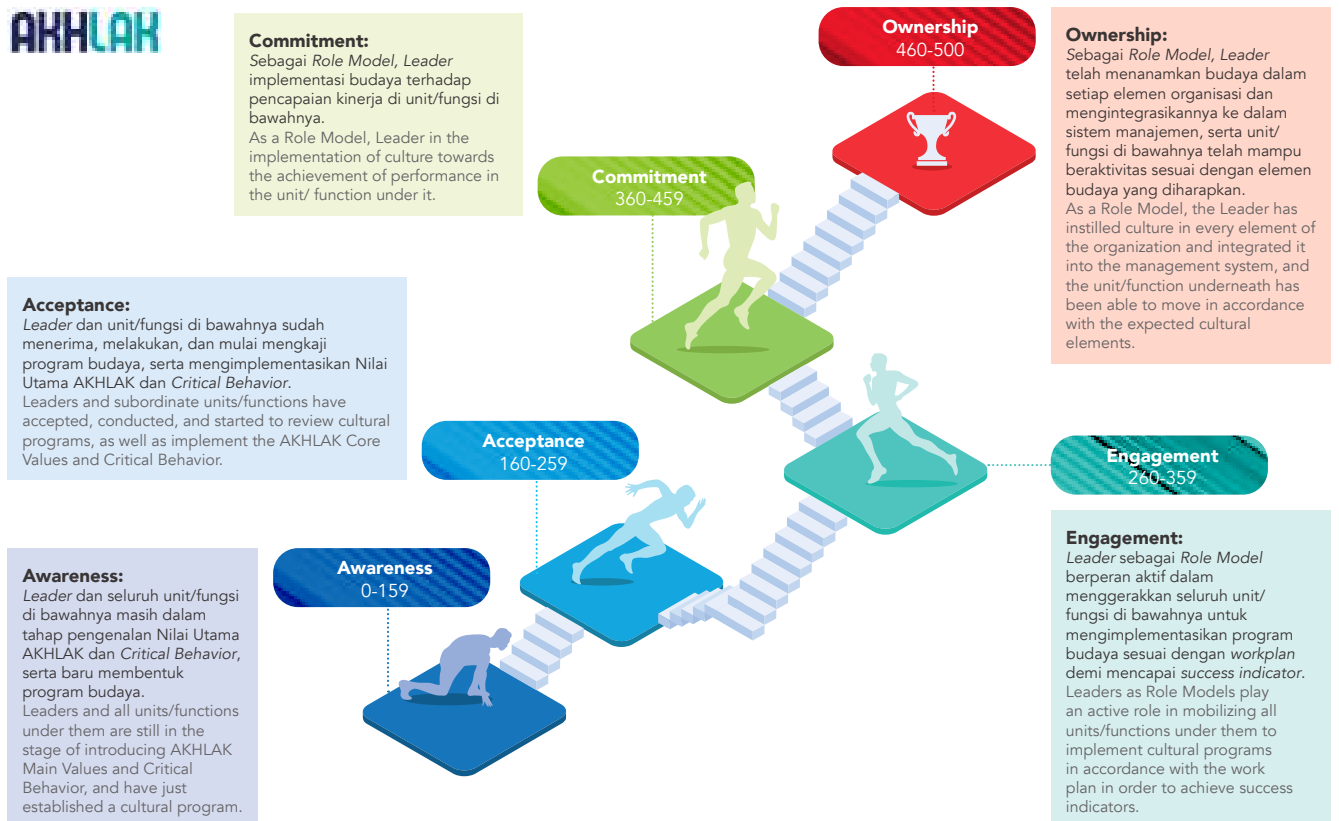 AKHLAK
Commitment:
Sebagai Role Model, Leader
implementasi budaya terhadap
pencapaian kinerja di unit/fungsi di
bawahnya.
As a Role Model, Leader in the
implementation of culture towards
the achievement of performance in
the unit/ function under it.
Ownership
460-500
Ownership:
Sebagai Role Model, Leader
telah menanamkan budaya dalam
setiap elemen organisasi dan
mengintegrasikannya ke dalam
sistem manajemen, serta unit/
fungsi di bawahnya telah mampu
beraktivitas sesuai dengan elemen
budaya yang diharapkan.
As a Role Model, the Leader has
instilled culture in every element of
the organization and integrated it
into the management system, and
the unit/function underneath has
been able to move in accordance
with the expected cultural
elements.
Commitment
360-459
Acceptance:
Leader dan unit/fungsi di bawahnya sudah
menerima, melakukan, dan mulai mengkaji
program budaya, serta mengimplementasikan Nilai
Utama AKHLAK dan Critical Behavior.
Leaders and subordinate units/functions have
accepted, conducted, and started to review cultural
programs, as well as implement the AKHLAK Core
Values and Critical Behavior.
Acceptance
160-259
Engagement
260-359
Awareness:
Leader dan seluruh unit/fungsi
di bawahnya masih dalam
tahap pengenalan Nilai Utama
AKHLAK dan Critical Behavior,
serta baru membentuk
program budaya.
Leaders and all units/functions
under them are still in the
stage of introducing AKHLAK
Main Values and Critical
Behavior, and have just
established a cultural program.
Awareness
0-159
Engagement:
Leader sebagai Role Model
berperan aktif dalam
menggerakkan seluruh unit/
fungsi di bawahnya untuk
mengimplementasikan program
budaya sesuai dengan workplan
demi mencapai success indicator.
Leaders as Role Models play
an active role in mobilizing all
units/functions under them to
implement cultural programs
in accordance with the work
plan in order to achieve success
indicators.